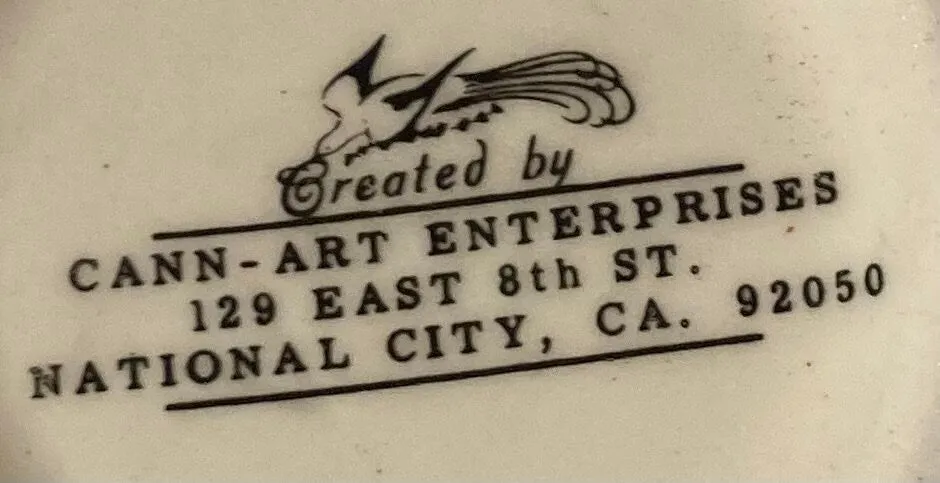 Created by
CANN-ART ENTERPRISES
129 EAST 8th ST.
NATIONAL CITY, CA. 92050